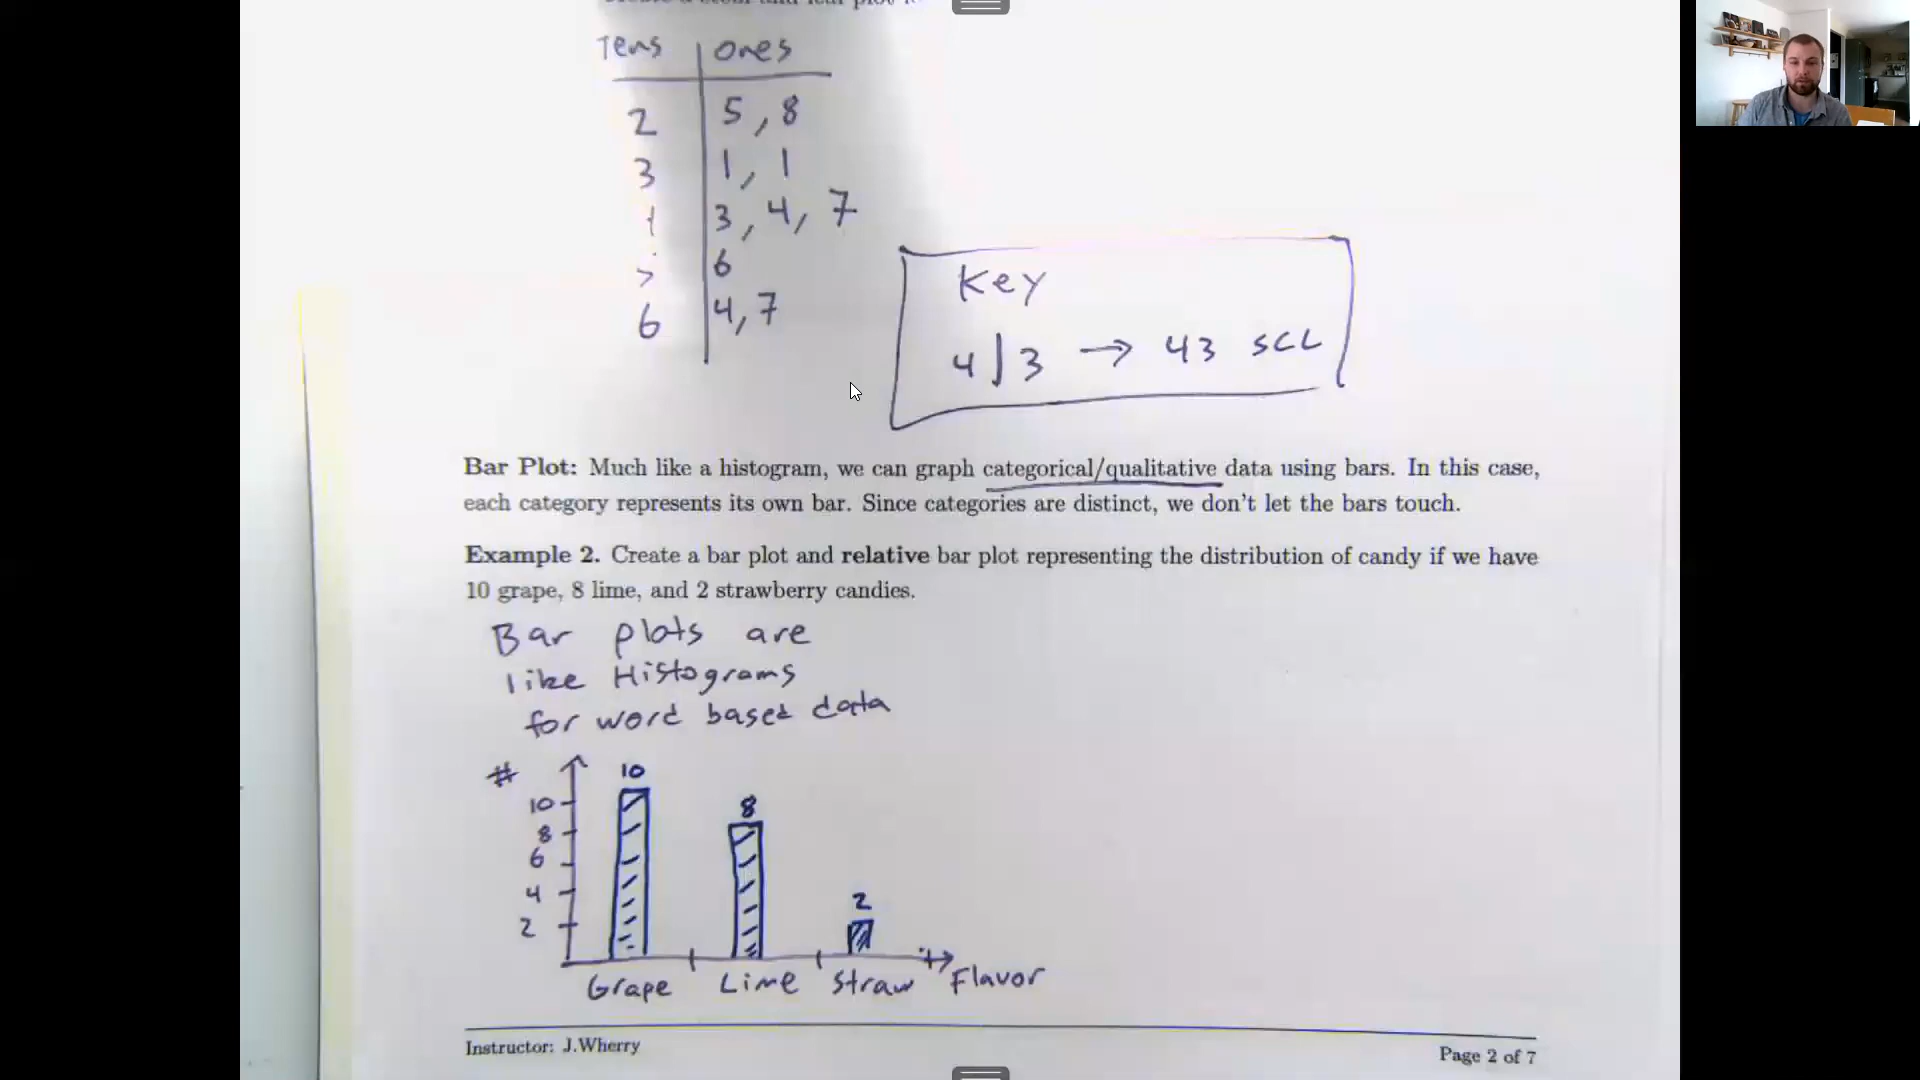 Tens | Ones
2 | 5, 8
3 | 1, 1
3, 4, 7
6
6 | 4, 7
Key
4 | 3 → 43 SCL
Bar Plot: Much like a histogram, we can graph categorical/qualitative data using bars. In this case,
each category represents its own bar. Since categories are distinct, we don't let the bars touch.
Example 2. Create a bar plot and relative bar plot representing the distribution of candy if we have
10 grape, 8 lime, and 2 strawberry candies.
Bar plots are
like Histograms
for word based data
#
10
8
6
4
2
10
8
2
Grape Lime Straw Flavor
Instructor: J.Wherry
Page 2 of 7